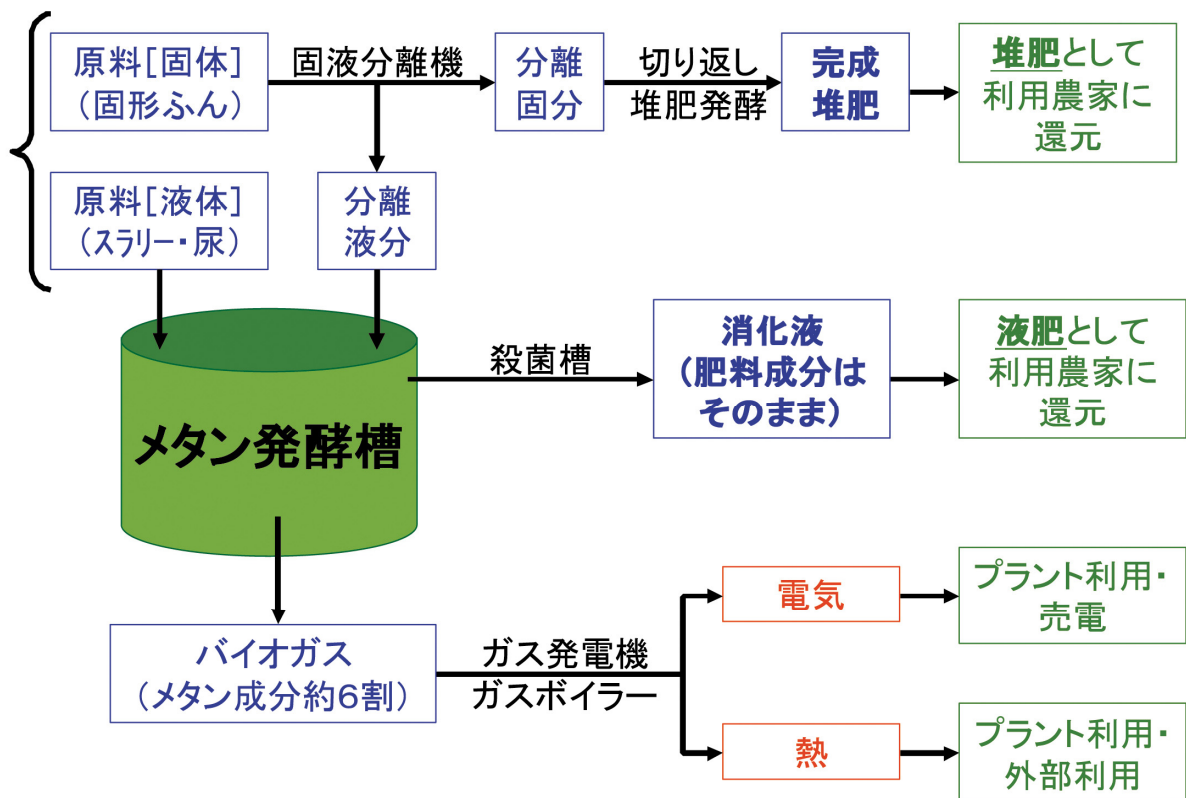 原料[固体]
(固形ふん)
固液分離機
分離
固分
切り返し
堆肥発酵
完成
堆肥
堆肥として
利用農家に
還元
原料[液体]
(スラリー・尿)
分離
液分
メタン発酵槽
殺菌槽
消化液
(肥料成分は
そのまま)
液肥として
利用農家に
還元
バイオガス
(メタン成分約6割)
ガス発電機
ガスボイラー
電気
プラント利用・
売電
熱
プラント利用・
外部利用